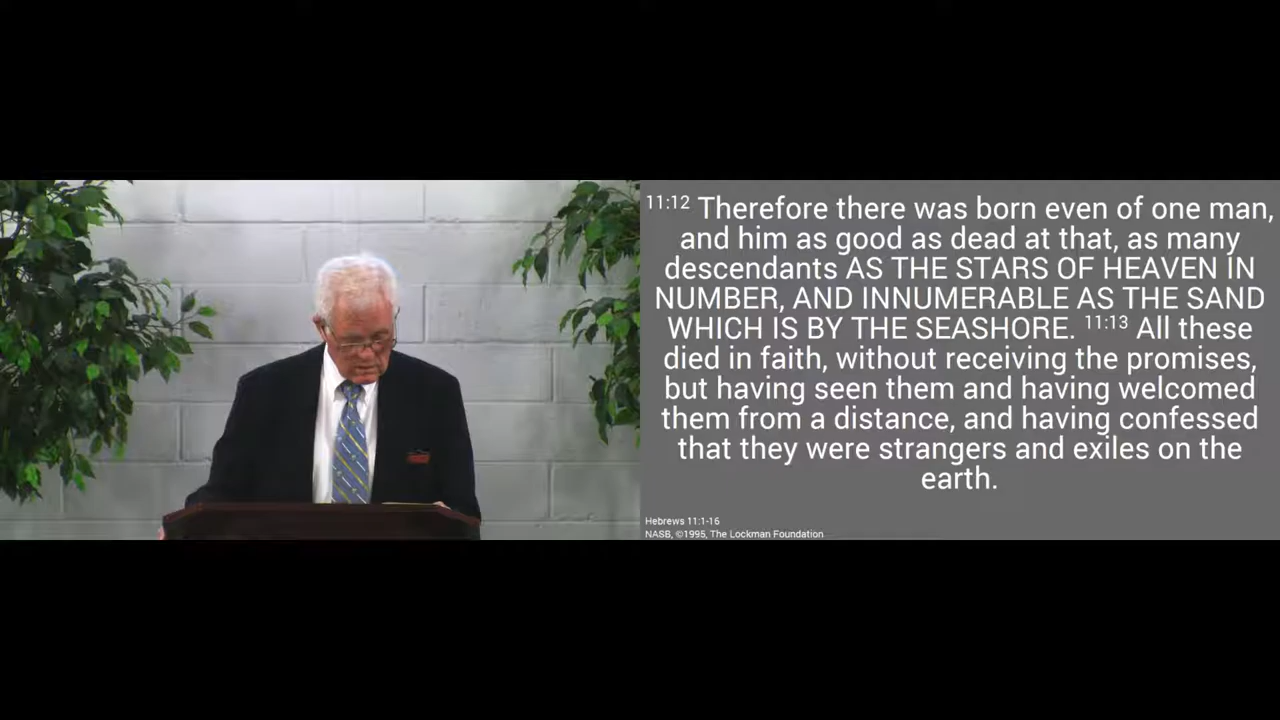 11:12 Therefore there was born even of one man,
and him as good as dead at that, as many
descendants AS THE STARS OF HEAVEN IN
NUMBER, AND INNUMERABLE AS THE SAND
WHICH IS BY THE SEASHORE. 11:13 All these
died in faith, without receiving the promises,
but having seen them and having welcomed
them from a distance, and having confessed
that they were strangers and exiles on the
earth.
Hebrews 11:1-16
NASB, ©1995, The Lockman Foundation